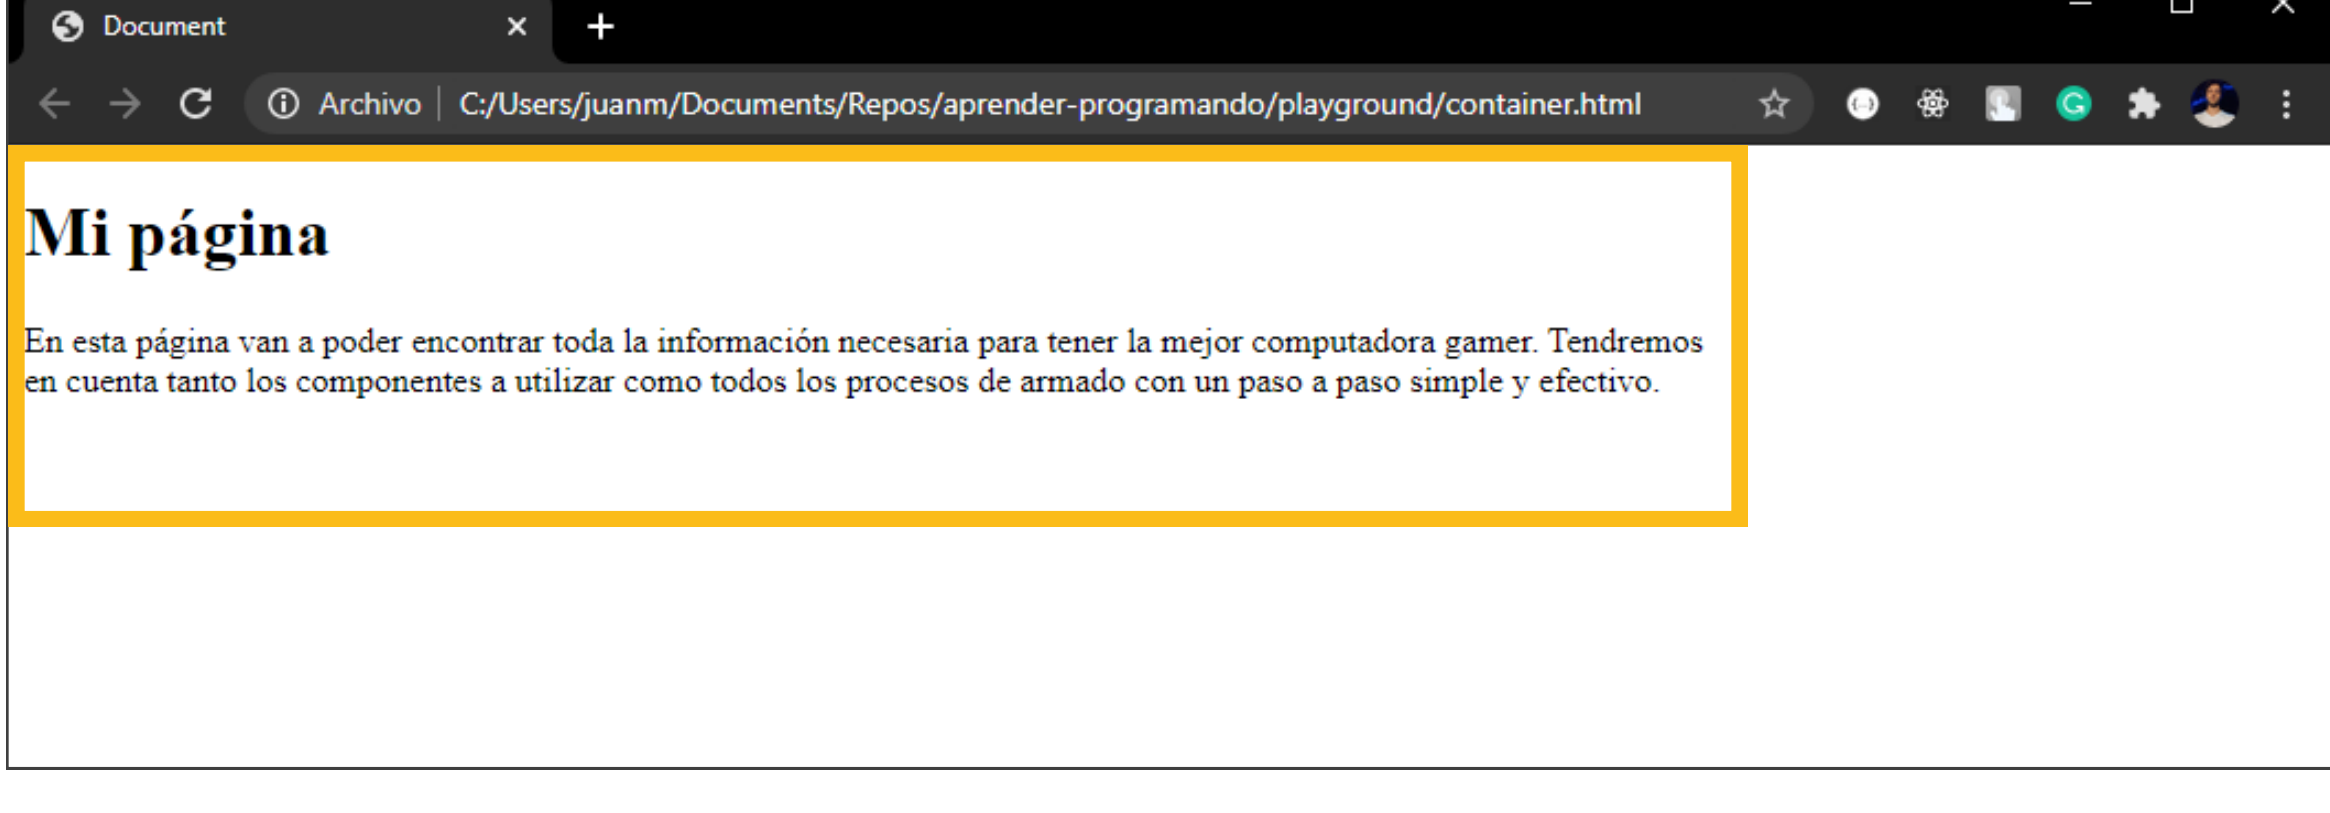 Document
Archivo C:/Users/juanm/Documents/Repos/aprender-programando/playground/container.html
Mi página
En esta página van a poder encontrar toda la información necesaria para tener la mejor computadora gamer. Tendremos
en cuenta tanto los componentes a utilizar como todos los procesos de armado con un paso a paso simple y efectivo.